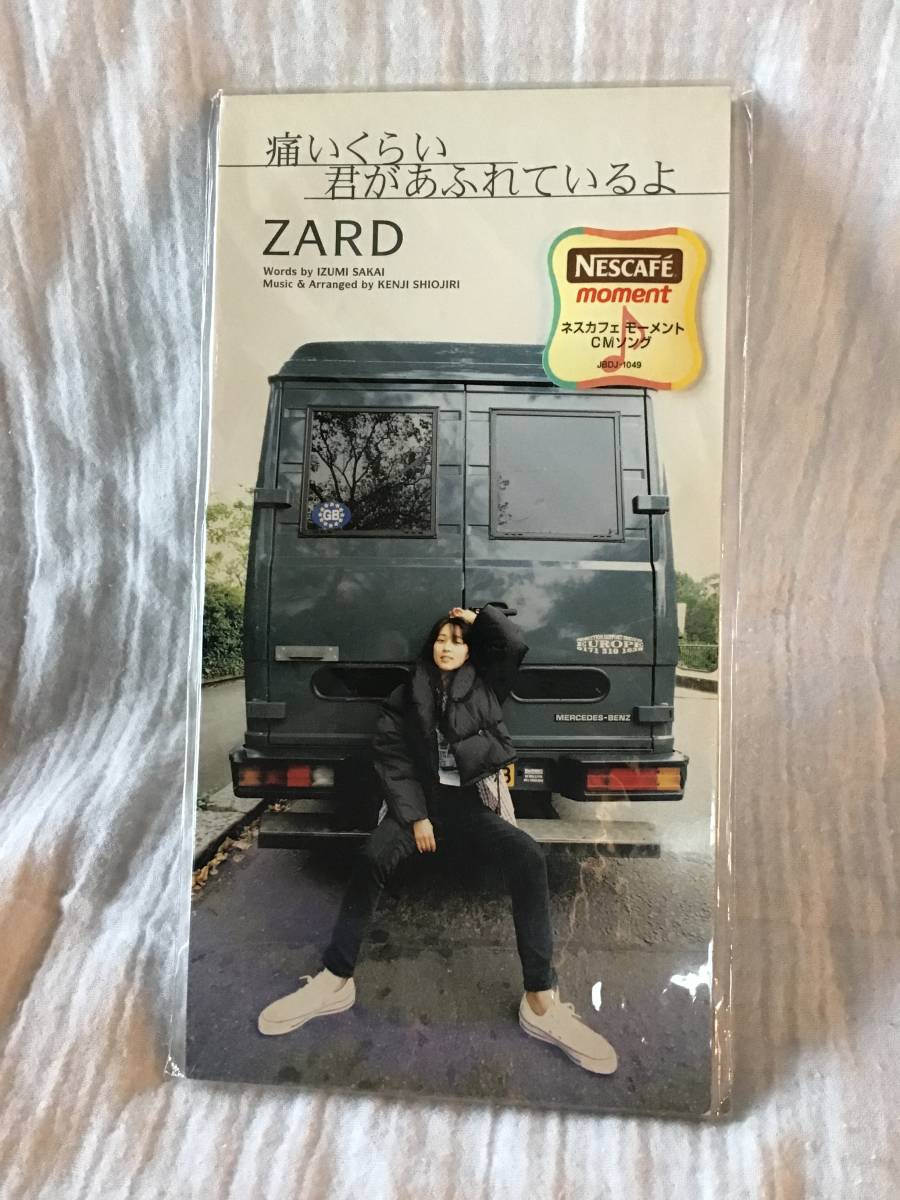 痛いくらい
君があふれているよ
ZARD
Words by IZUMI SAKAI
Music & Arranged by KENJI SHIOJIRI
NESCAFÉ
moment
ネスカフェ モーメント
CMソング
JBDJ-1049
GB
EUROPE
MERCEDES-BENZ